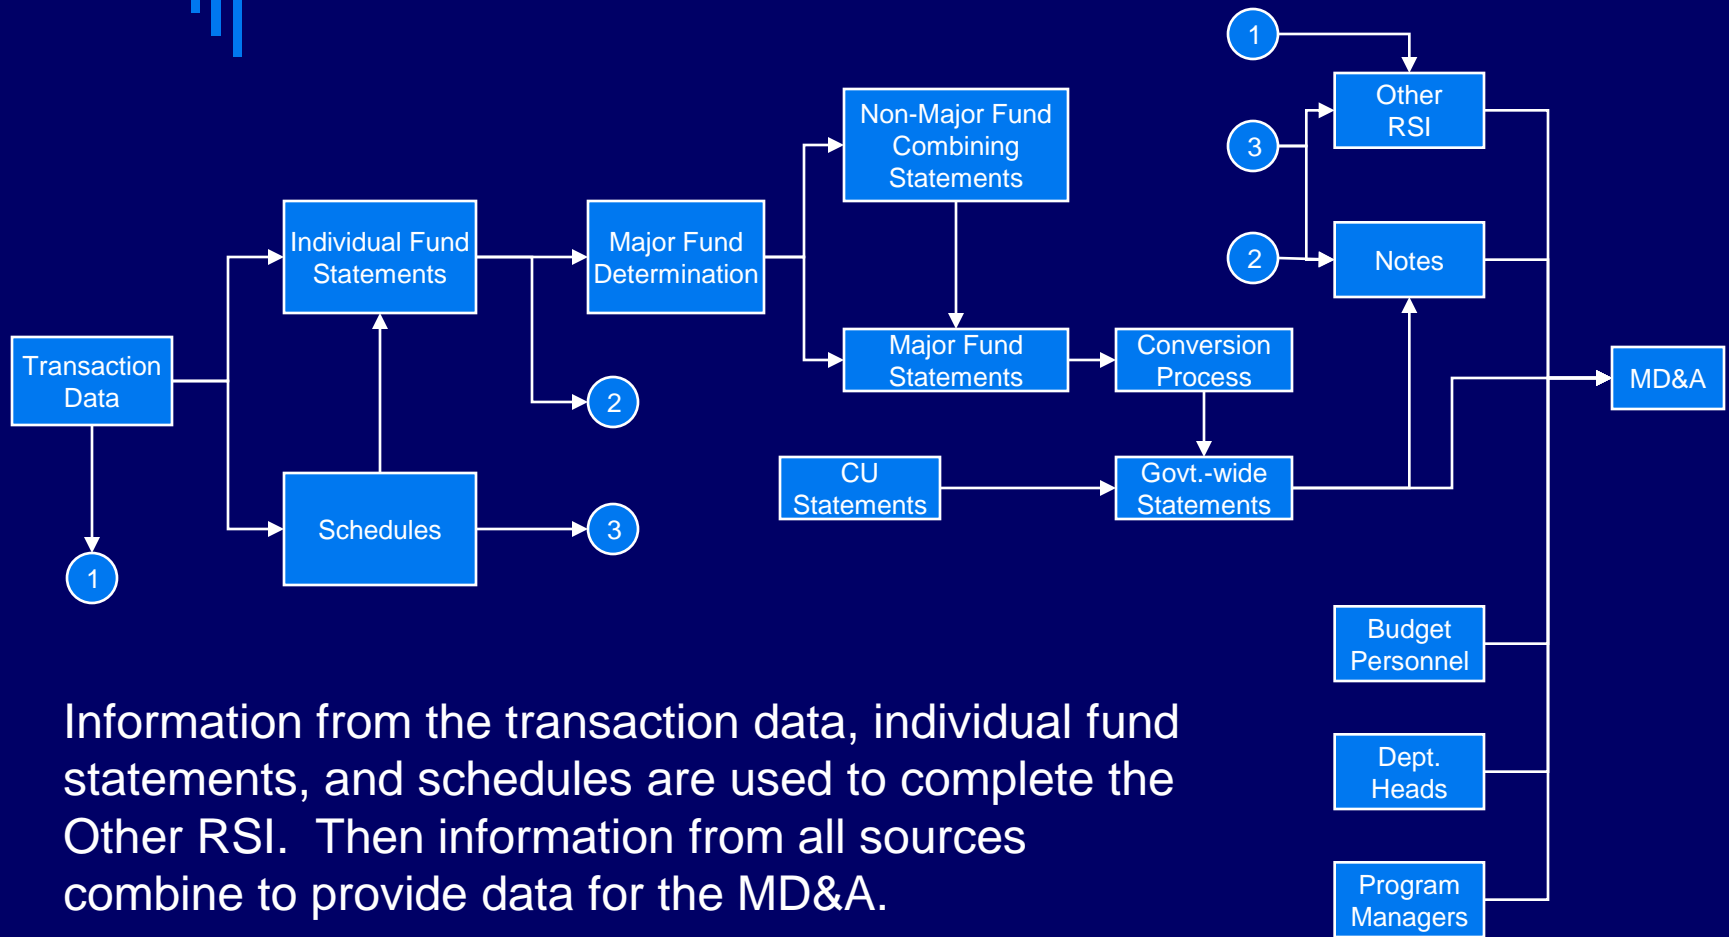 1
Other
RSI
Non-Major Fund
Combining
Statements
3
Individual Fund
Statements
Major Fund
Determination
2
Notes
Transaction
Data
Major Fund
Statements
Conversion
Process
MD&A
2
CU
Statements
Govt.-wide
Statements
Schedules
3
1
Budget
Personnel
Dept.
Heads
Program
Managers
Information from the transaction data, individual fund
statements, and schedules are used to complete the
Other RSI.  Then information from all sources
combine to provide data for the MD&A.